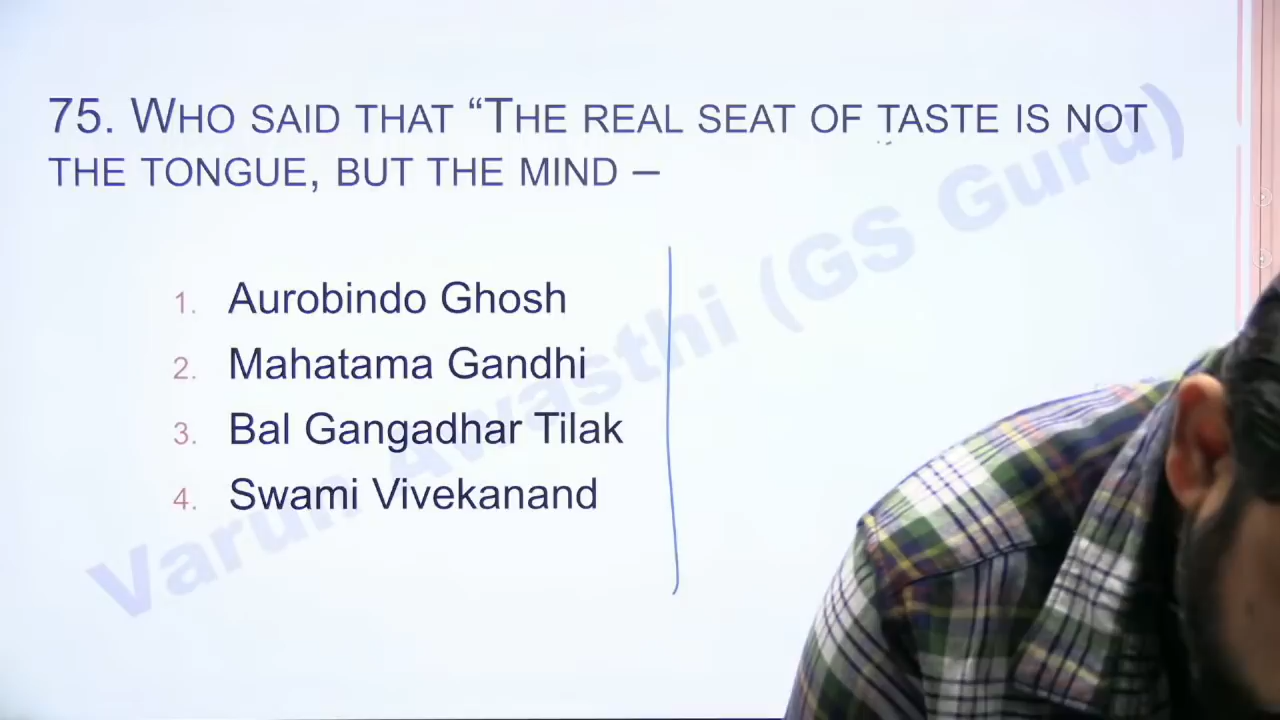 75. WHO SAID THAT “THE REAL SEAT OF TASTE IS NOT
THE TONGUE, BUT THE MIND –
1. Aurobindo Ghosh
2. Mahatama Gandhi
3. Bal Gangadhar Tilak
4. Swami Vivekanand
Varun Awasthi (GS Guru)